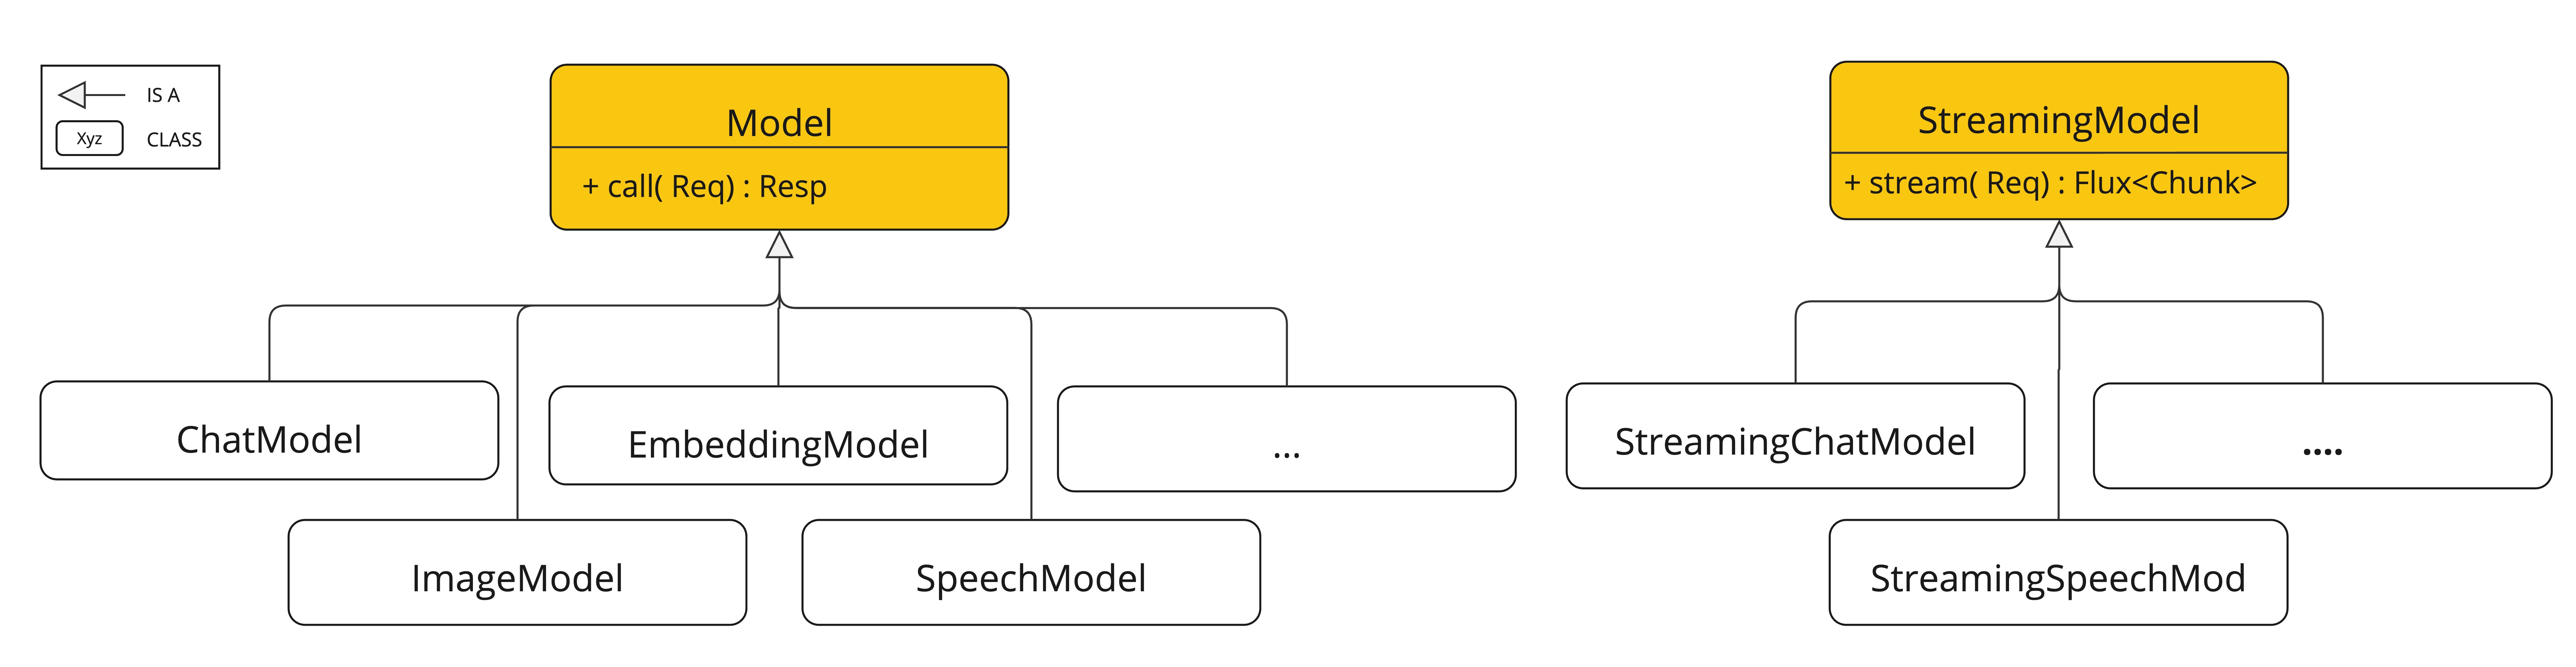 IS A
Xyz
CLASS
Model
+ call( Req) : Resp
StreamingModel
+ stream( Req) : Flux<Chunk>
ChatModel
EmbeddingModel
...
StreamingChatModel
....
ImageModel
SpeechModel
StreamingSpeechMod